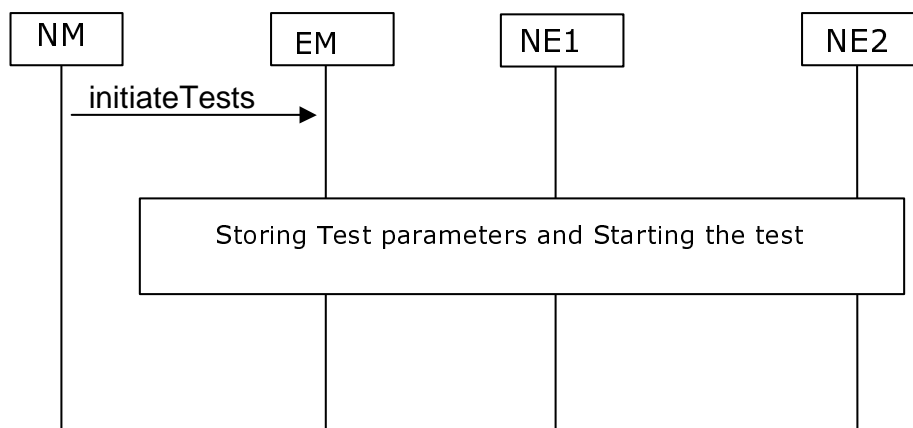 NM
EM
NE1
NE2
initiateTests
Storing Test parameters and Starting the test